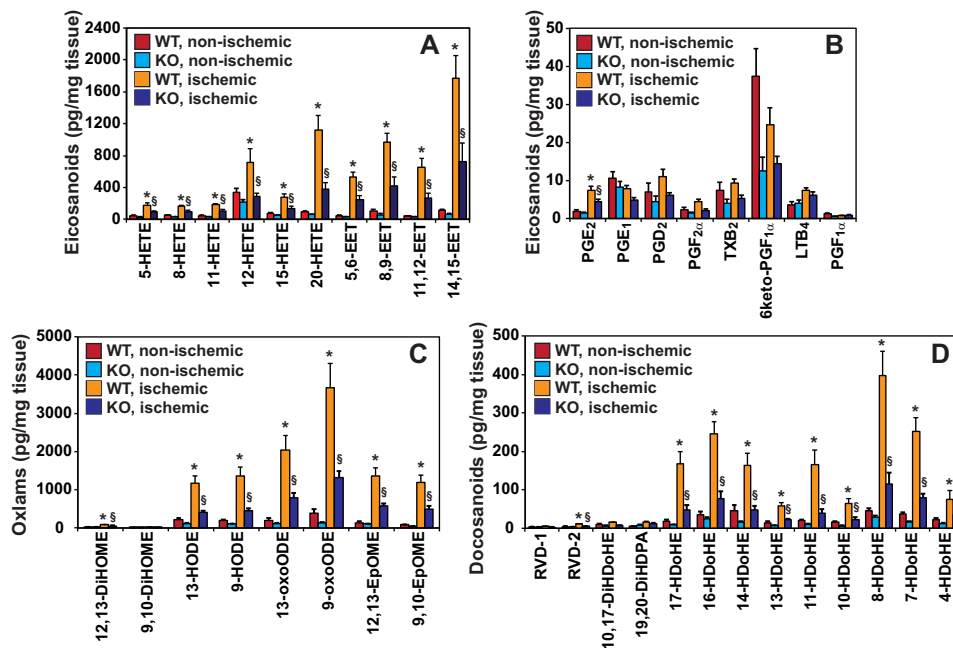 A
Eicosanoids (pg/mg tissue)
2400
2000
1600
1200
800
400
0
WT, non-ischemic
KO, non-ischemic
WT, ischemic
KO, ischemic
* * * * * * * * * *
§ § § § § § § § § §
5-HETE
8-HETE
11-HETE
12-HETE
15-HETE
20-HETE
5,6-EET
8,9-EET
11,12-EET
14,15-EET
B
Eicosanoids (pg/mg tissue)
50
40
30
20
10
0
WT, non-ischemic
KO, non-ischemic
WT, ischemic
KO, ischemic
*
§
PGE2
PGE1
PGD2
PGF2α
TXB2
6keto-PGF1α
LTB4
PGF1α
C
Oxlams (pg/mg tissue)
5000
4000
3000
2000
1000
0
WT, non-ischemic
KO, non-ischemic
WT, ischemic
KO, ischemic
* * * * * * *
§ § § § § § §
12,13-DiHOME
9,10-DiHOME
13-HODE
9-HODE
13-oxoODE
9-oxoODE
12,13-EpOME
9,10-EpOME
D
Docosanoids (pg/mg tissue)
500
400
300
200
100
0
WT, non-ischemic
KO, non-ischemic
WT, ischemic
KO, ischemic
* * * * * * * * * *
§ § § § § § § § §
RVD-1
RVD-2
10,17-DiHDoHE
19,20-DiHDPA
17-HDoHE
16-HDoHE
14-HDoHE
13-HDoHE
11-HDoHE
10-HDoHE
8-HDoHE
7-HDoHE
4-HDoHE